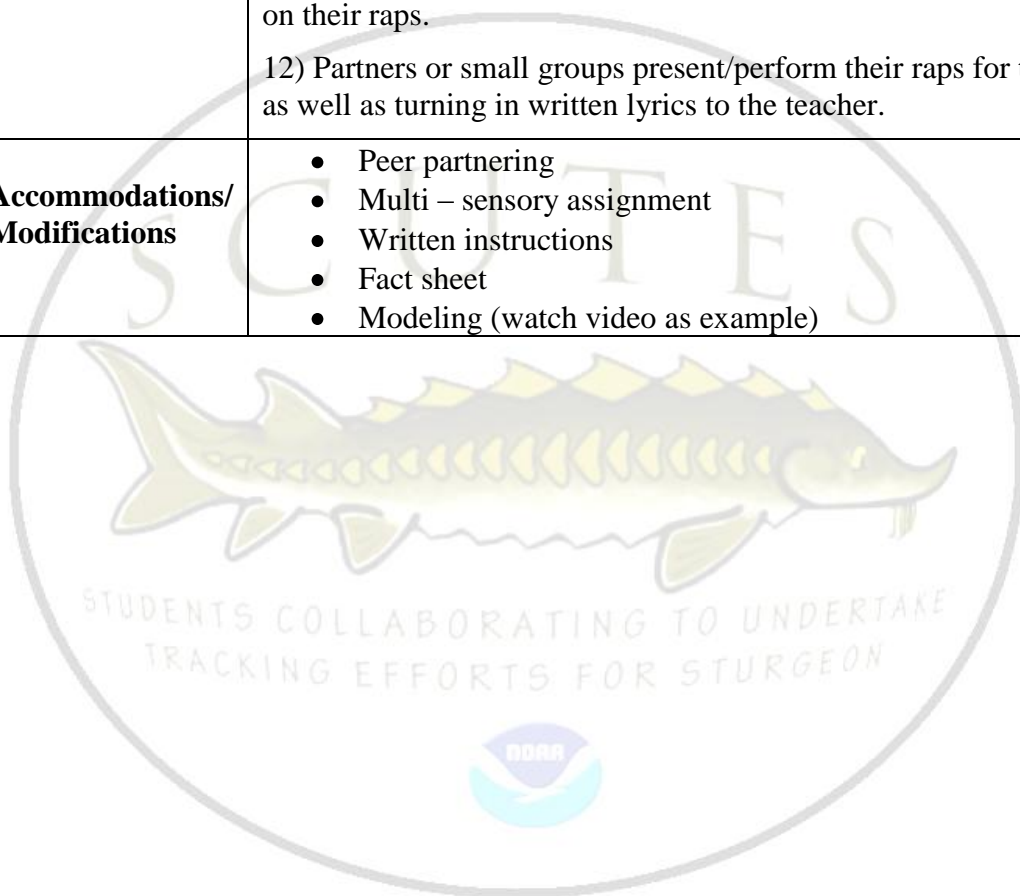 on their raps.
12) Partners or small groups present/perform their raps for
as well as turning in written lyrics to the teacher.
Accommodations/
Modifications
• Peer partnering
• Multi – sensory assignment
• Written instructions
• Fact sheet
• Modeling (watch video as example)
SCUTES
STUDENTS COLLABORATING TO UNDERTAKE
TRACKING EFFORTS FOR STURGEON
NOAA